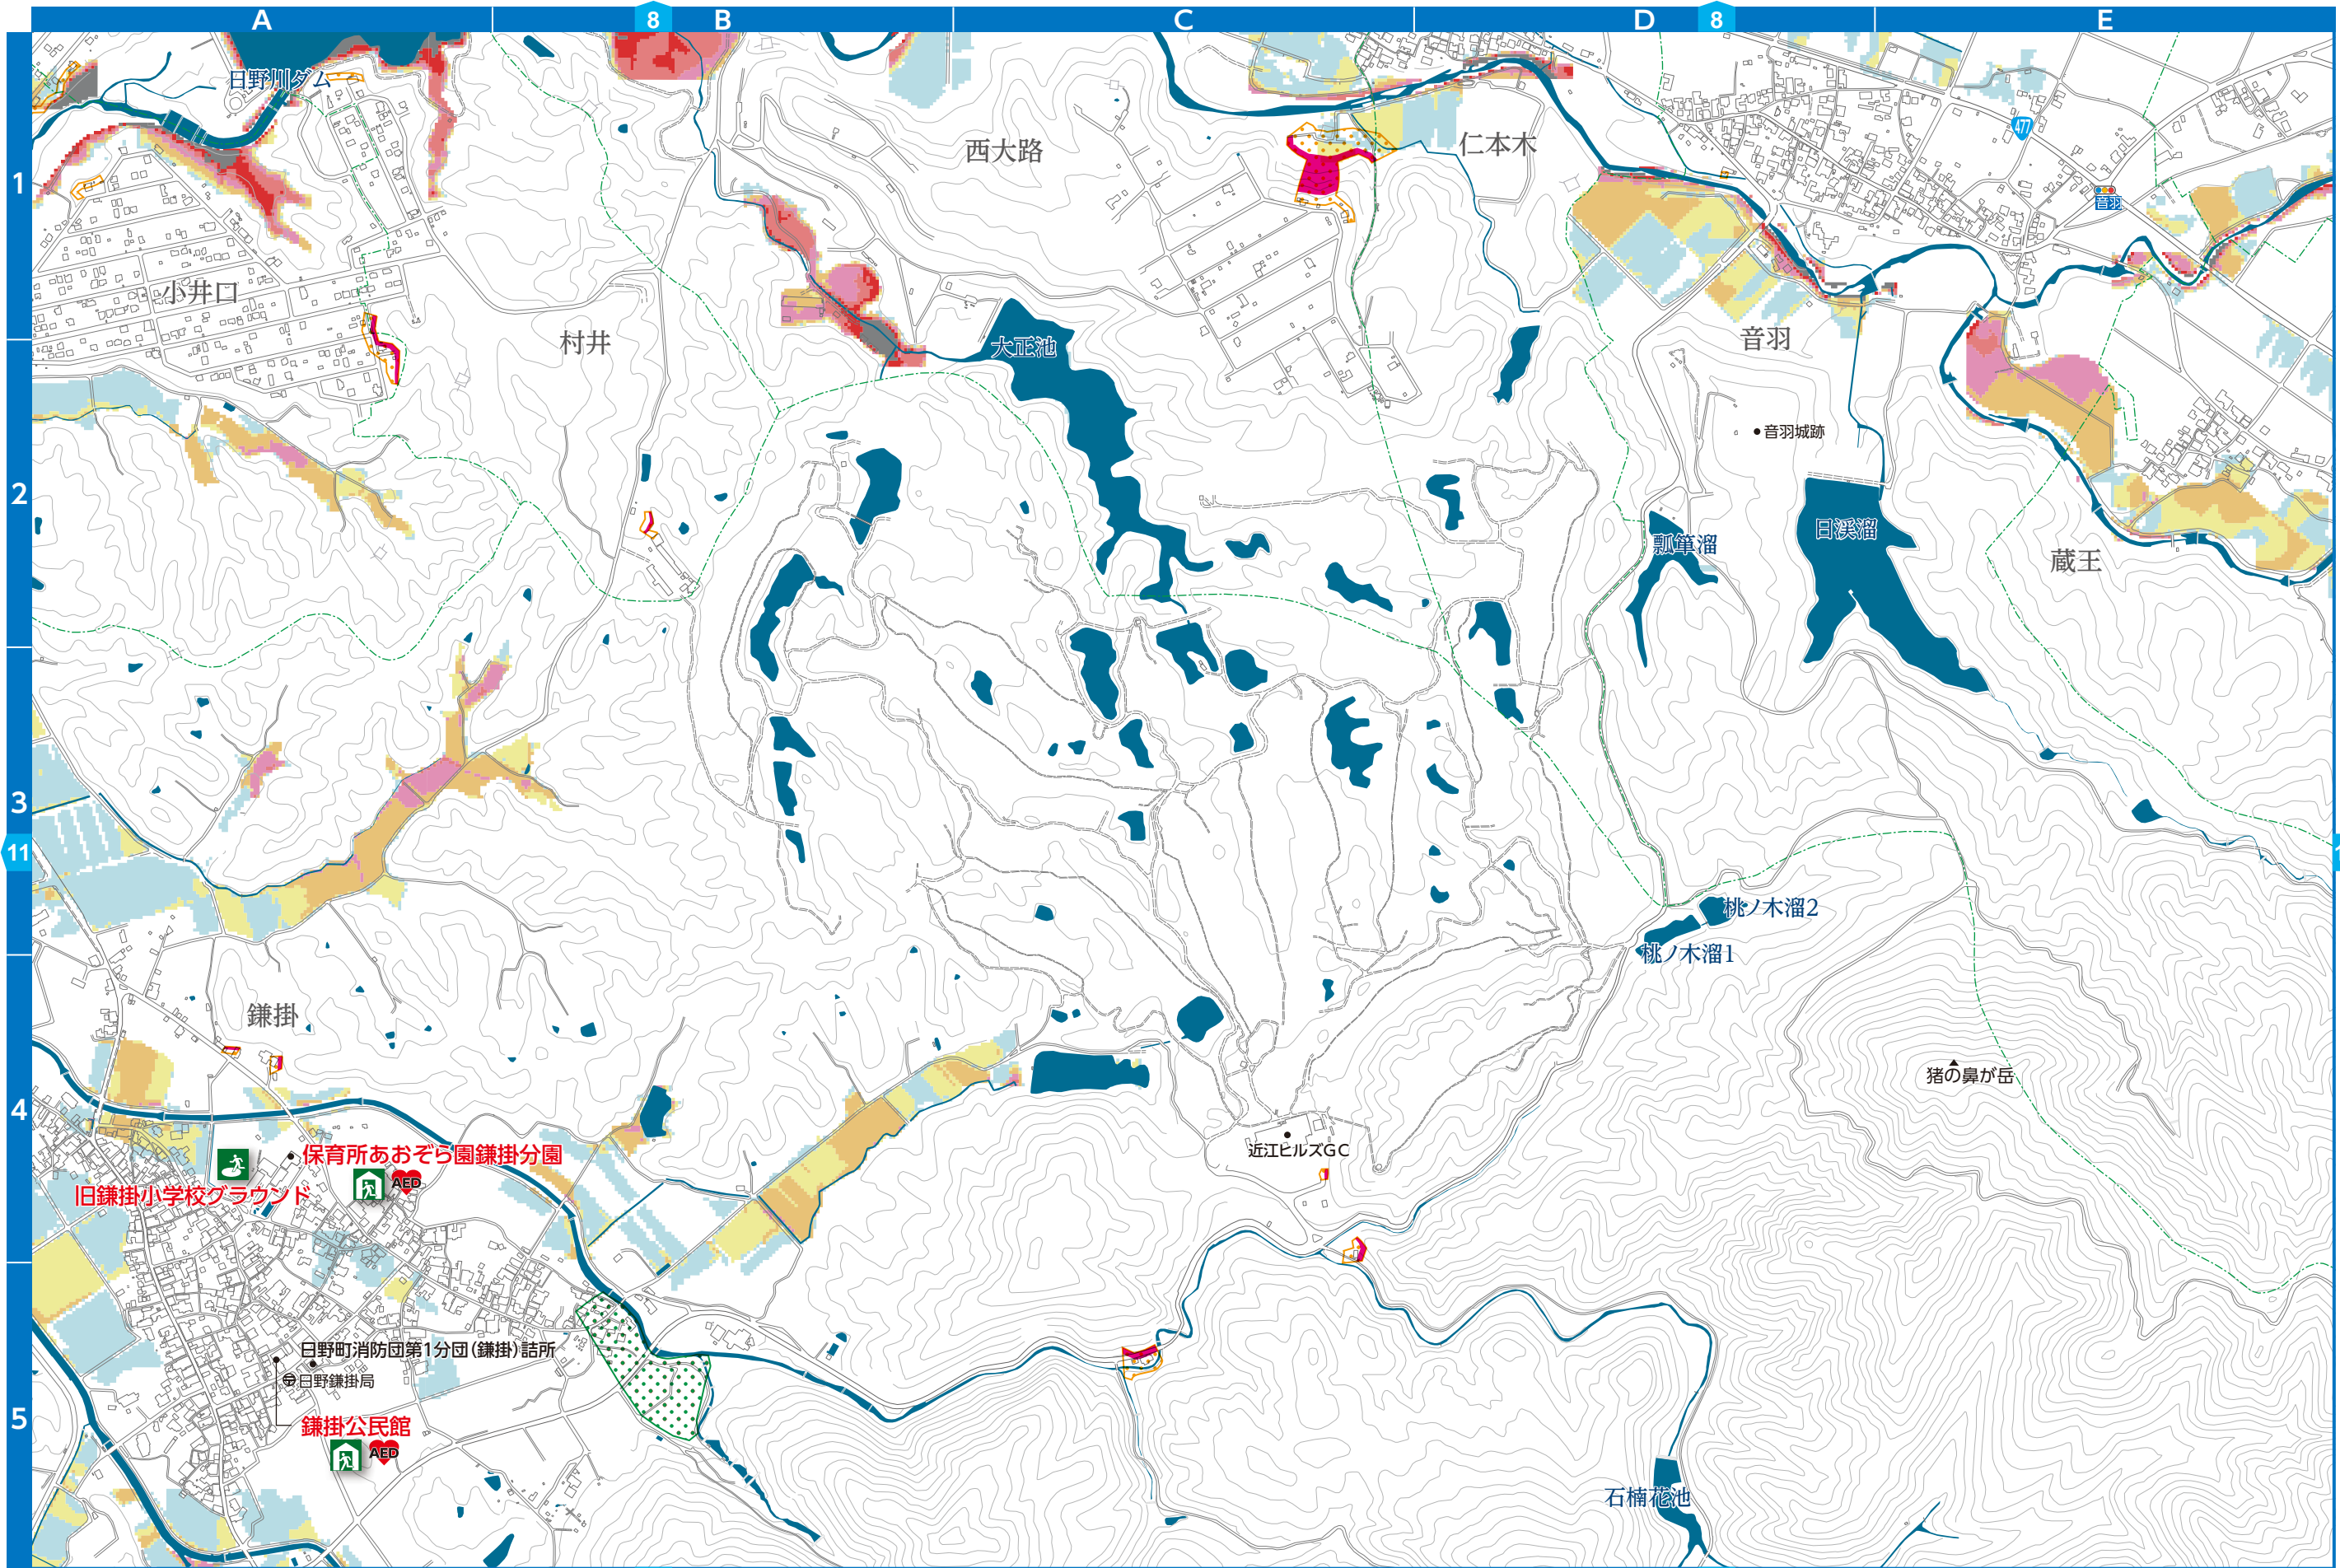 A
8
B
C
D
8
E
1
2
3
11
4
5
日野川ダム
西大路
仁本木
477
音羽
小井口
村井
大正池
音羽
音羽城跡
瓢箪溜
日渓溜
蔵王
桃ノ木溜2
桃ノ木溜1
鎌掛
猪の鼻が岳
近江ヒルズGC
保育所あおぞら園鎌掛分園
AED
旧鎌掛小学校グラウンド
日野町消防団第1分団(鎌掛)詰所
日野鎌掛局
鎌掛公民館
AED
石楠花池